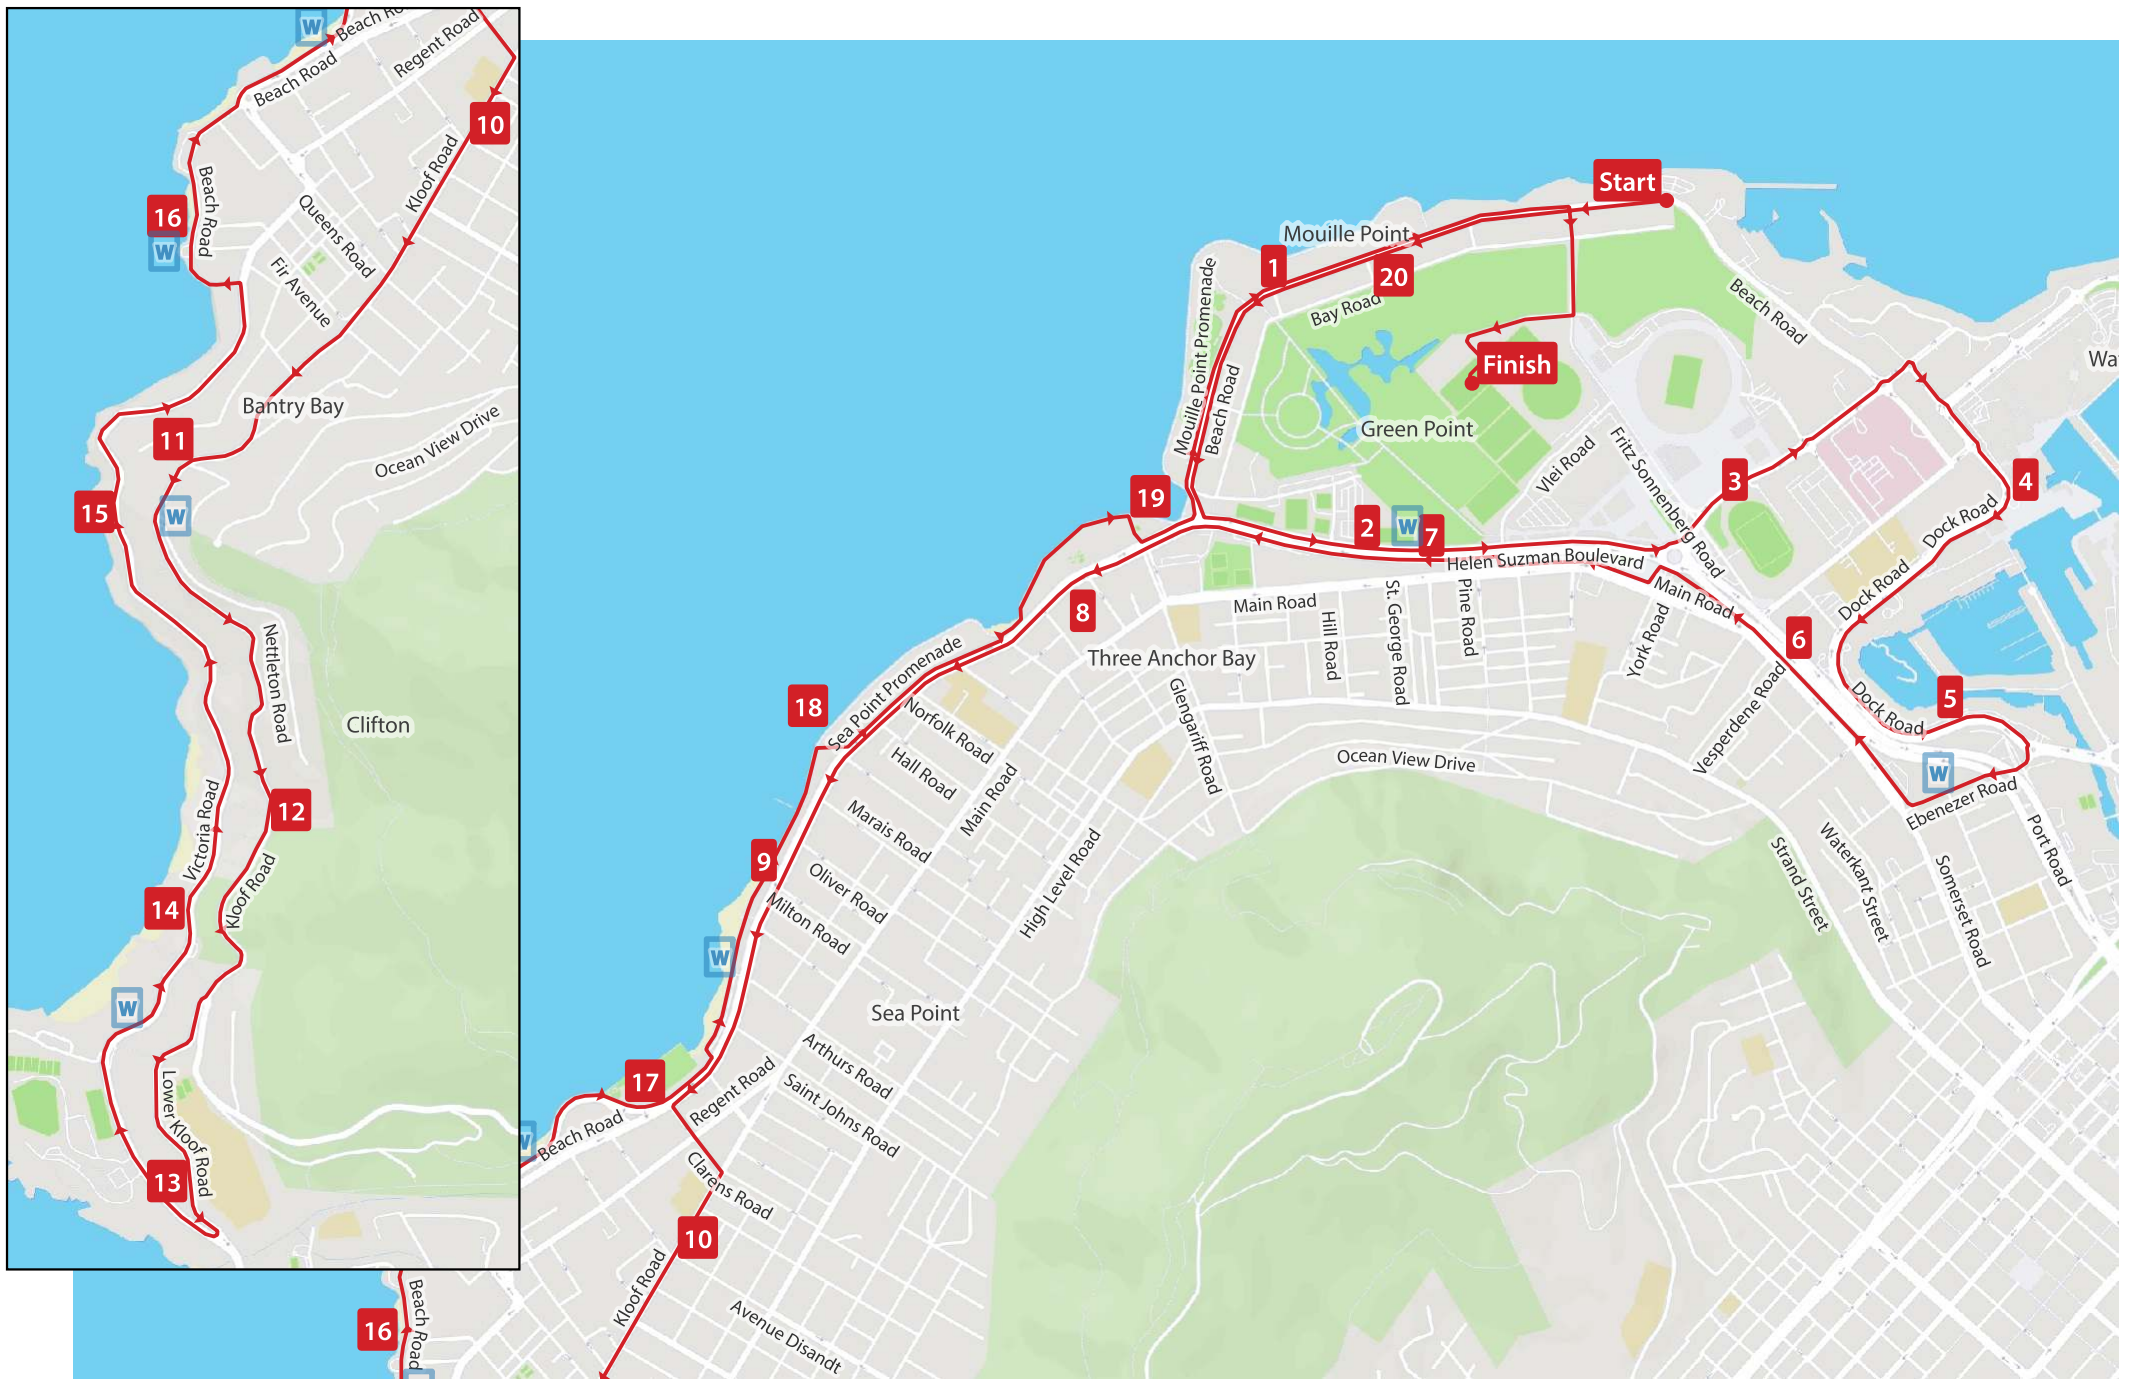 W
Beach Road
Beach Ro
Regent Road
10
Kloof Road
Beach Road
16
W
Queens Road
Fir Avenue
Bantry Bay
11
Ocean View Drive
15
W
Nettleton Road
Clifton
12
Victoria Road
14
Kloof Road
W
Lower Kloof Road
13
Start
Mouille Point
1
20
Mouille Point Promenade
Bay Road
Beach Road
Beach Road
Finish
Green Point
Wa
Vlei Road
Fritz Sonnenberg Road
3
4
19
2
W
7
Dock Road
Helen Suzman Boulevard
Dock Road
Main Road
8
Main Road
Hill Road
St. George Road
Pine Road
York Road
6
Three Anchor Bay
Sea Point Promenade
18
Glengariff Road
Vesperdene Road
Dock Road
5
Norfolk Road
Hall Road
Ocean View Drive
W
Ebenezer Road
Marais Road
Main Road
9
Oliver Road
High Level Road
Strand Street
Waterkant Street
Somerset Road
Port Road
Milton Road
W
Sea Point
17
Arthurs Road
Regent Road
Saint Johns Road
W
Beach Road
Clarens Road
10
Kloof Road
16
Beach Road
Avenue Disandt